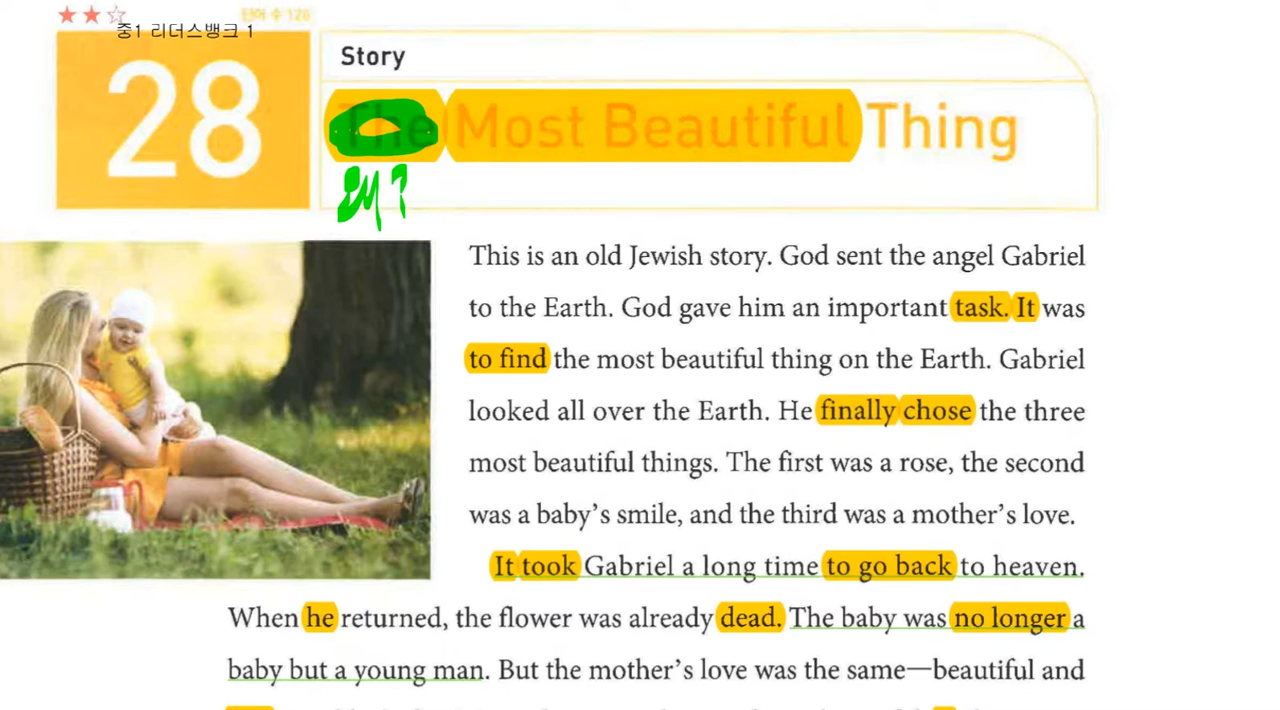 단어 수 126
중1 리더스뱅크 1
28
Story
The Most Beautiful Thing
왜?
This is an old Jewish story. God sent the angel Gabriel
to the Earth. God gave him an important task. It was
to find the most beautiful thing on the Earth. Gabriel
looked all over the Earth. He finally chose the three
most beautiful things. The first was a rose, the second
was a baby's smile, and the third was a mother's love.
It took Gabriel a long time to go back to heaven.
When he returned, the flower was already dead. The baby was no longer a
baby but a young man. But the mother's love was the same—beautiful and